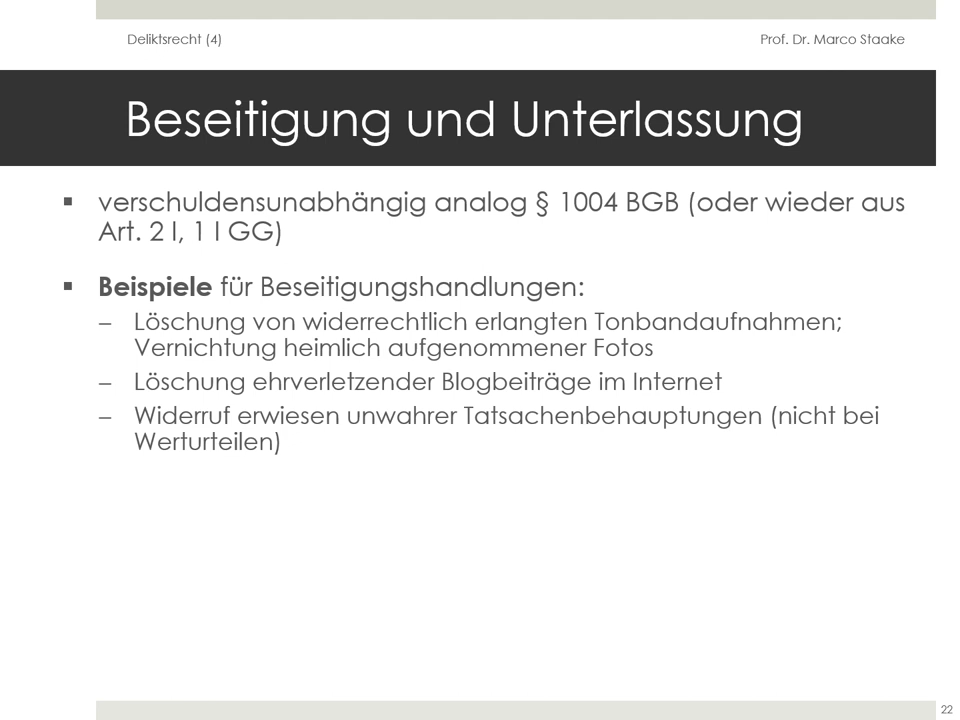 Deliktsrecht (4) Prof. Dr. Marco Staake
Beseitigung und Unterlassung
▪ verschuldensunabhängig analog § 1004 BGB (oder wieder aus
Art. 2 I, 1 I GG)
▪ Beispiele für Beseitigungshandlungen:
– Löschung von widerrechtlich erlangten Tonbandaufnahmen;
Vernichtung heimlich aufgenommener Fotos
– Löschung ehrverletzender Blogbeiträge im Internet
– Widerruf erwiesen unwahrer Tatsachenbehauptungen (nicht bei
Werturteilen)
22